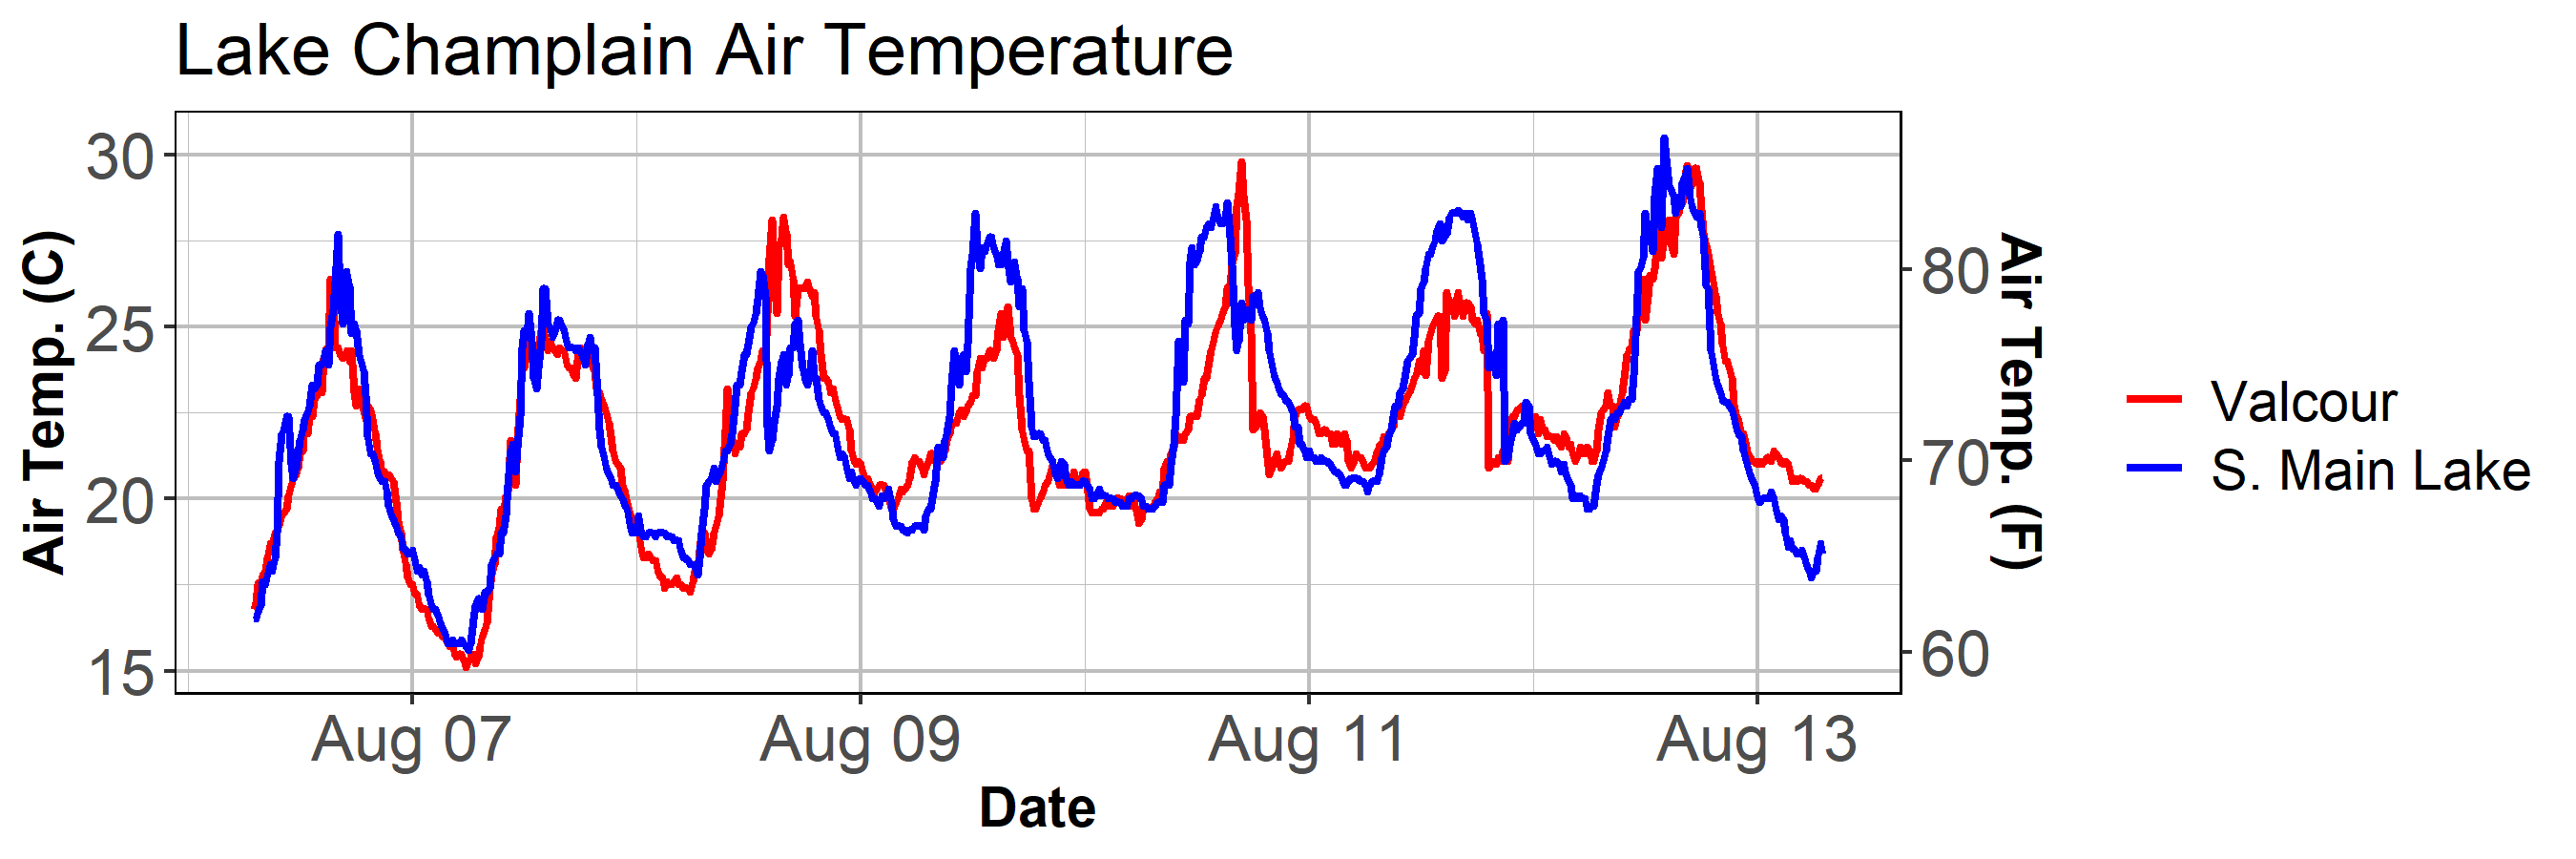 Lake Champlain Air Temperature
Air Temp. (C)
30
25
20
15
80
70
60
Air Temp. (F)
Aug 07
Aug 09
Aug 11
Aug 13
Date
Valcour
S. Main Lake